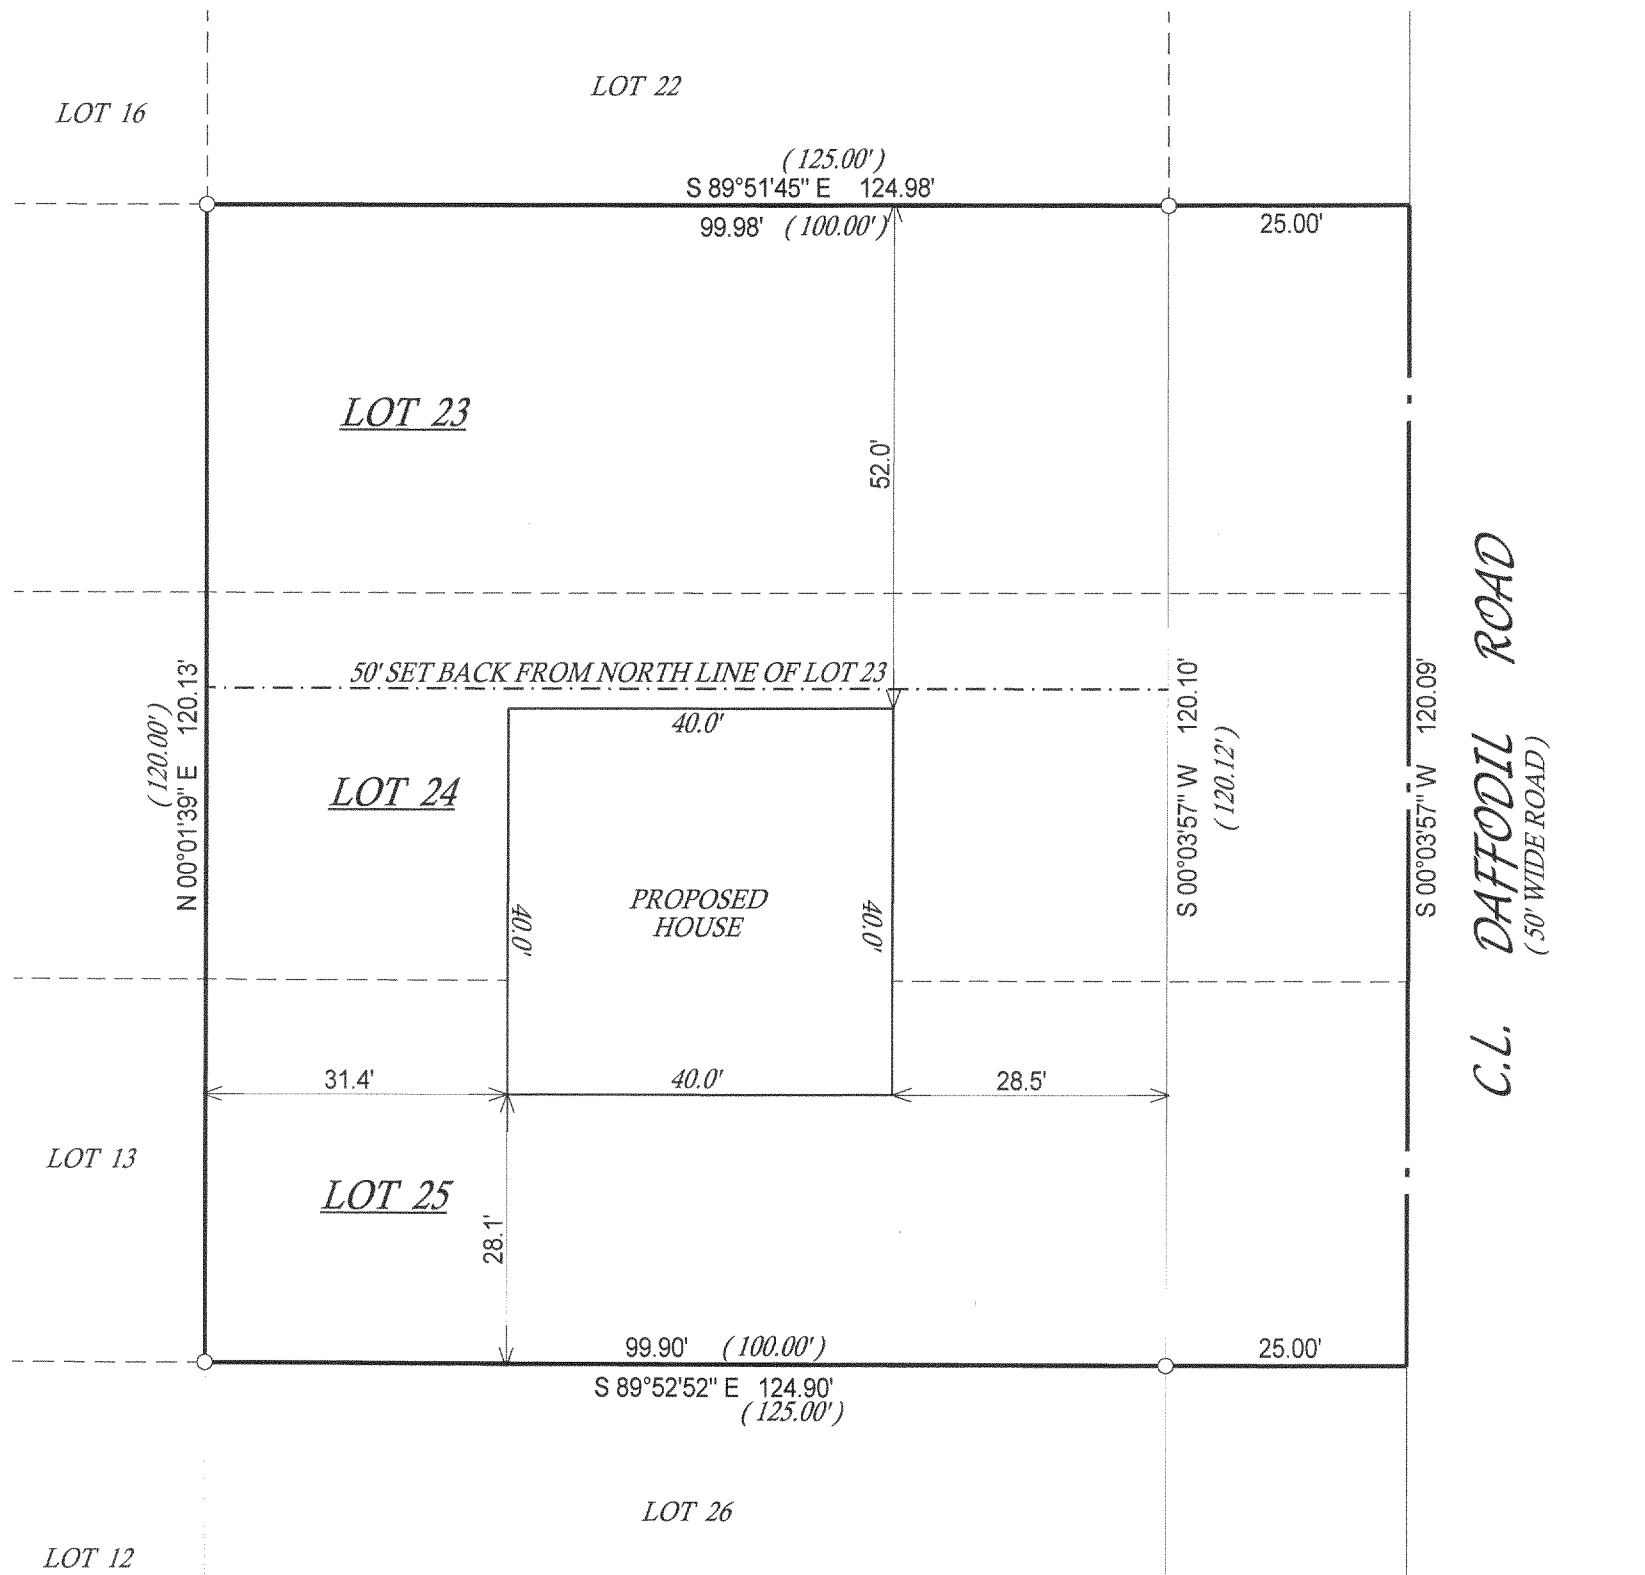 LOT 22
LOT 16
( 125.00' )
S 89°51'45" E 124.98'
99.98' ( 100.00' )
25.00'
LOT 23
52.0'
50' SET BACK FROM NORTH LINE OF LOT 23
40.0'
( 120.00' )
N 00°01'39" E 120.13'
LOT 24
PROPOSED
HOUSE
40.0'
40.0'
S 00°03'57" W 120.10'
( 120.12' )
S 00°03'57" W 120.09'
C.L. DAFFODIL ROAD
( 50' WIDE ROAD )
31.4'
40.0'
28.5'
LOT 13
LOT 25
28.1'
99.90' ( 100.00' )
25.00'
S 89°52'52" E 124.90'
( 125.00' )
LOT 26
LOT 12